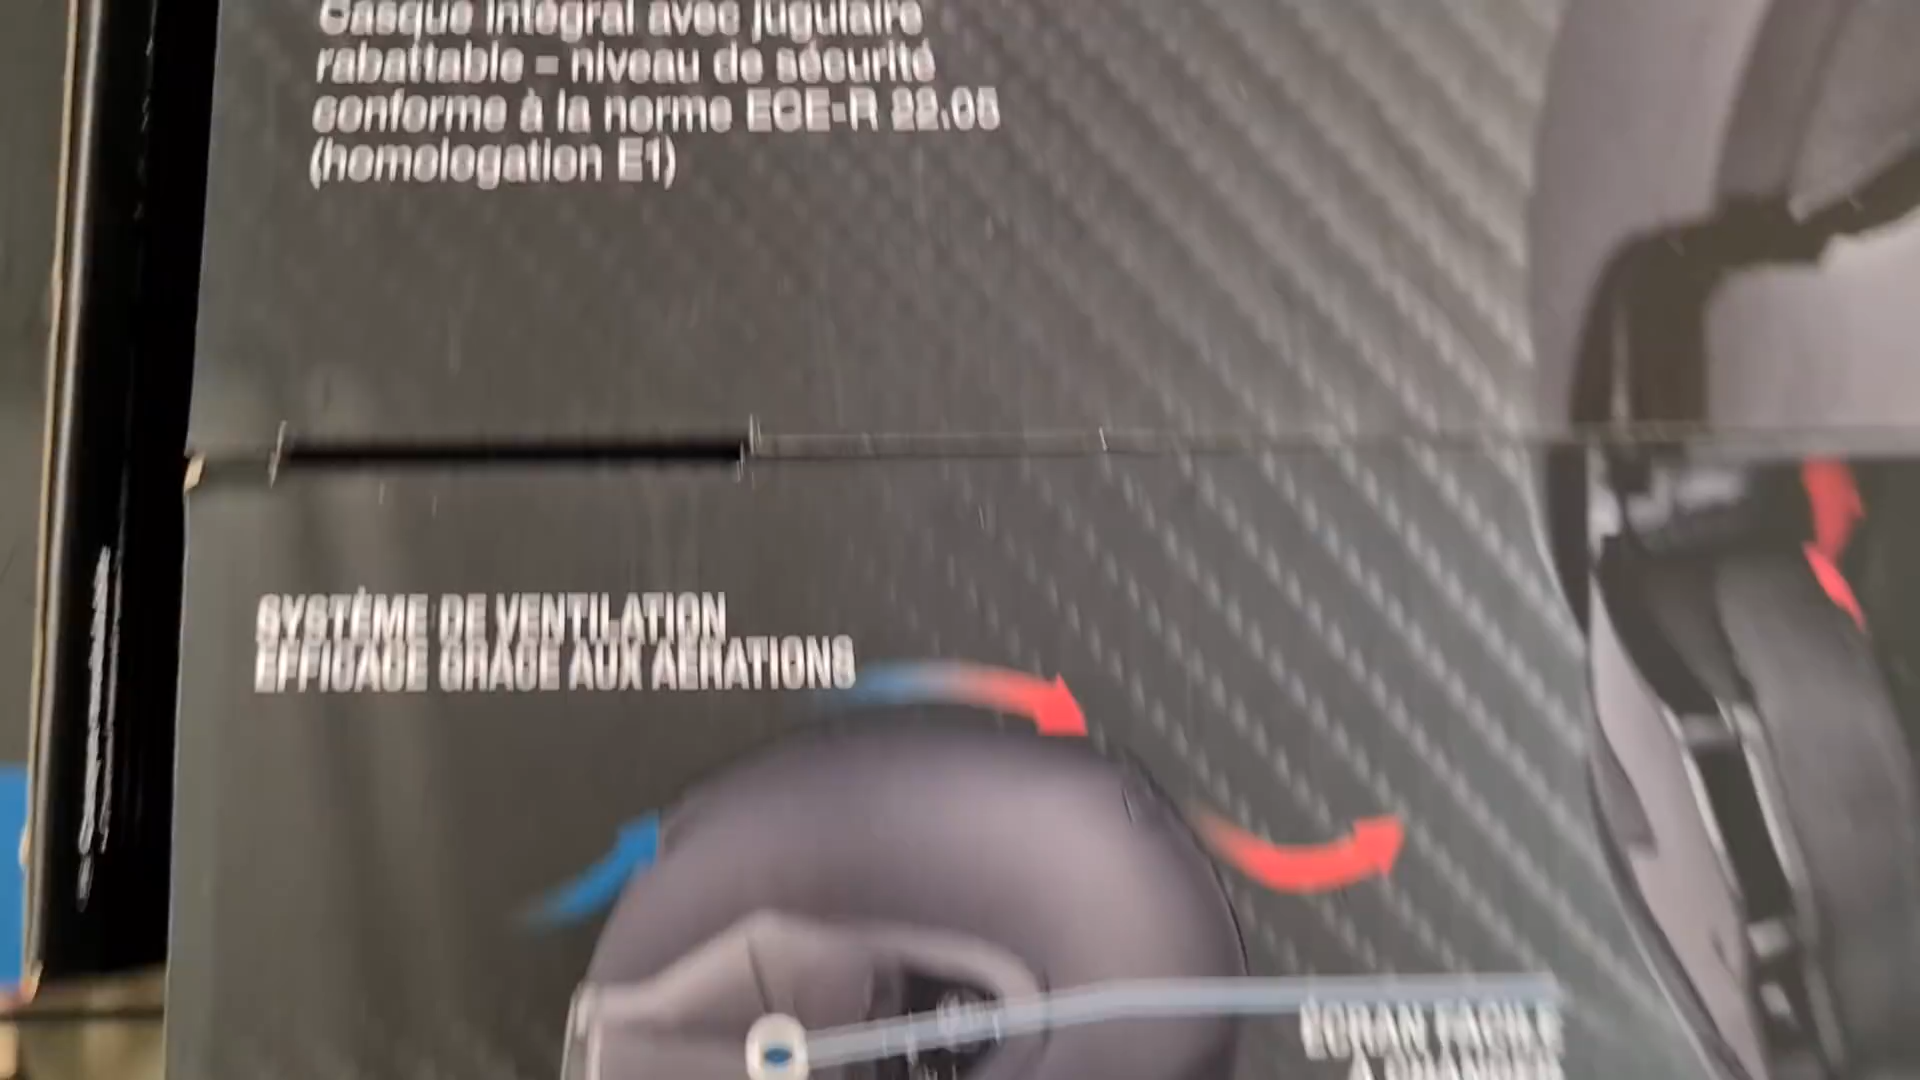 Casque intégral avec jugulaire
rabattable – niveau de sécurité
conforme à la norme ECE-R 22.05
(homologation E1)
SYSTÈME DE VENTILATION
EFFICACE GRÂCE AUX AÉRATIONS
ÉCRAN FACILE
À CHANGER